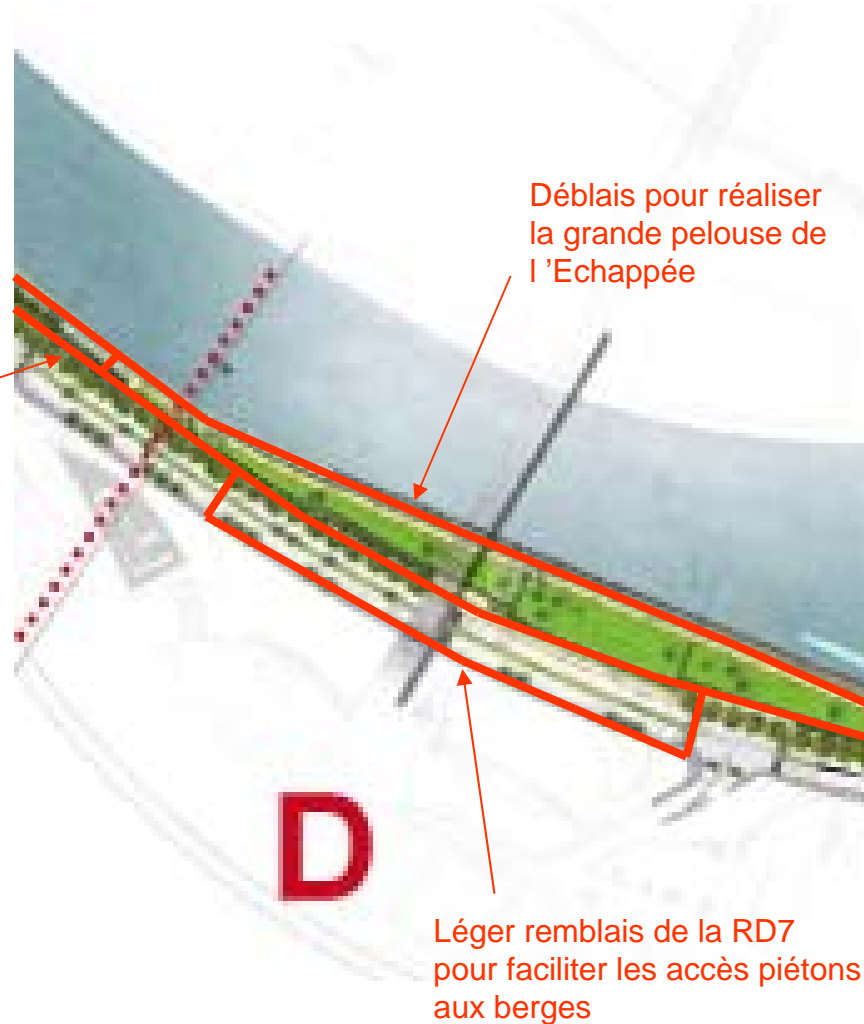 Déblais pour réaliser
la grande pelouse de
l ’Echappée
D
Léger remblais de la RD7
pour faciliter les accès piétons
aux berges